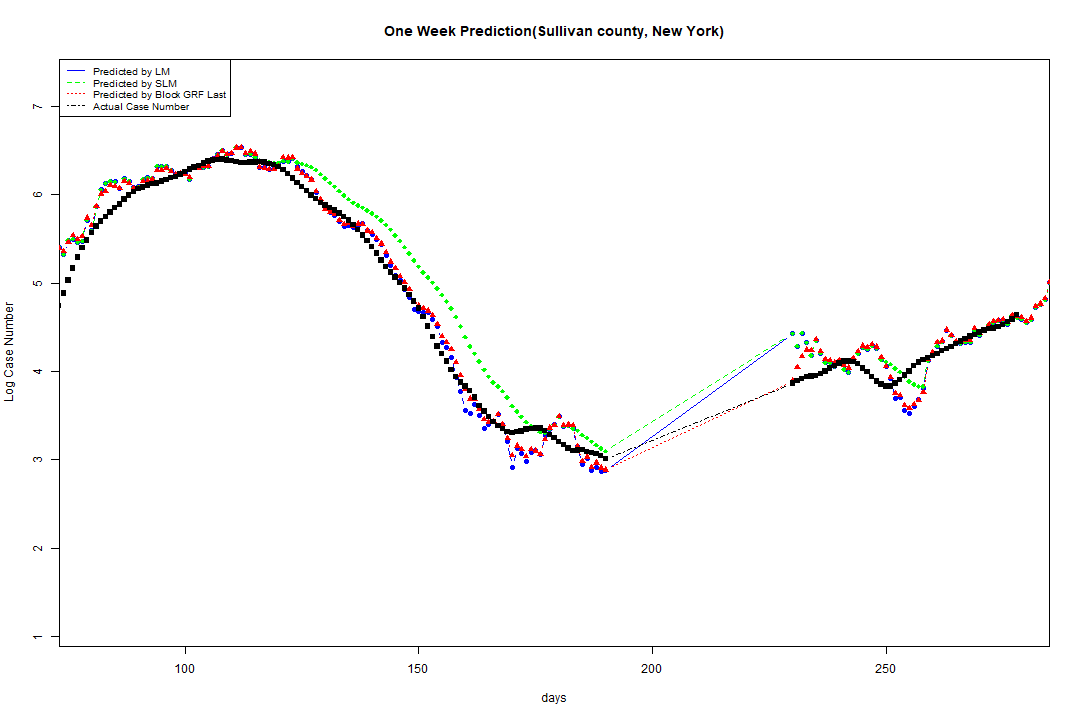 One Week Prediction(Sullivan county, New York)
Predicted by LM
Predicted by SLM
Predicted by Block GRF Last
Actual Case Number
7
6
5
4
3
2
1
Log Case Number
100 150 200 250
days